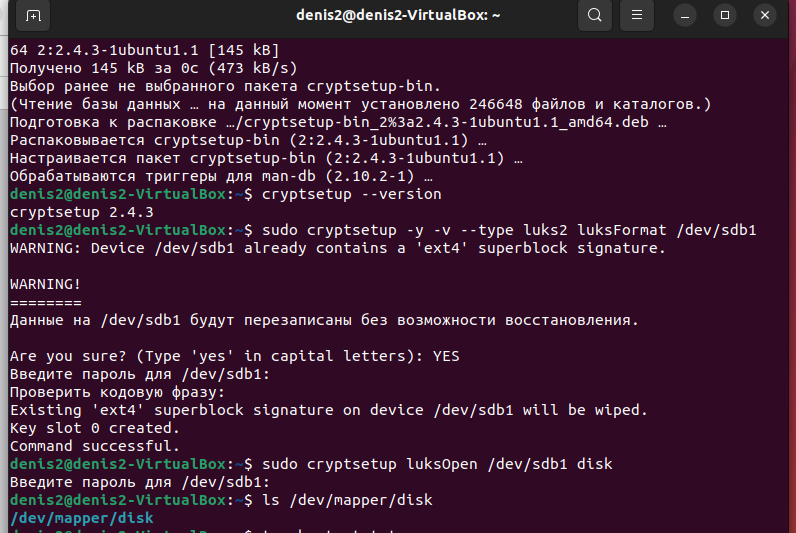 denis2@denis2-VirtualBox: ~
64 2:2.4.3-1ubuntu1.1 [145 kB]
Получено 145 kB за 0с (473 kB/s)
Выбор ранее не выбранного пакета cryptsetup-bin.
(Чтение базы данных … на данный момент установлено 246648 файлов и каталогов.)
Подготовка к распаковке …/cryptsetup-bin_2%3a2.4.3-1ubuntu1.1_amd64.deb …
Распаковывается cryptsetup-bin (2:2.4.3-1ubuntu1.1) …
Настраивается пакет cryptsetup-bin (2:2.4.3-1ubuntu1.1) …
Обрабатываются триггеры для man-db (2.10.2-1) …
denis2@denis2-VirtualBox:~$ cryptsetup --version
cryptsetup 2.4.3
denis2@denis2-VirtualBox:~$ sudo cryptsetup -y -v --type luks2 luksFormat /dev/sdb1
WARNING: Device /dev/sdb1 already contains a 'ext4' superblock signature.
WARNING!
========
Данные на /dev/sdb1 будут перезаписаны без возможности восстановления.
Are you sure? (Type 'yes' in capital letters): YES
Введите пароль для /dev/sdb1:
Проверить кодовую фразу:
Existing 'ext4' superblock signature on device /dev/sdb1 will be wiped.
Key slot 0 created.
Command successful.
denis2@denis2-VirtualBox:~$ sudo cryptsetup luksOpen /dev/sdb1 disk
Введите пароль для /dev/sdb1:
denis2@denis2-VirtualBox:~$ ls /dev/mapper/disk
/dev/mapper/disk